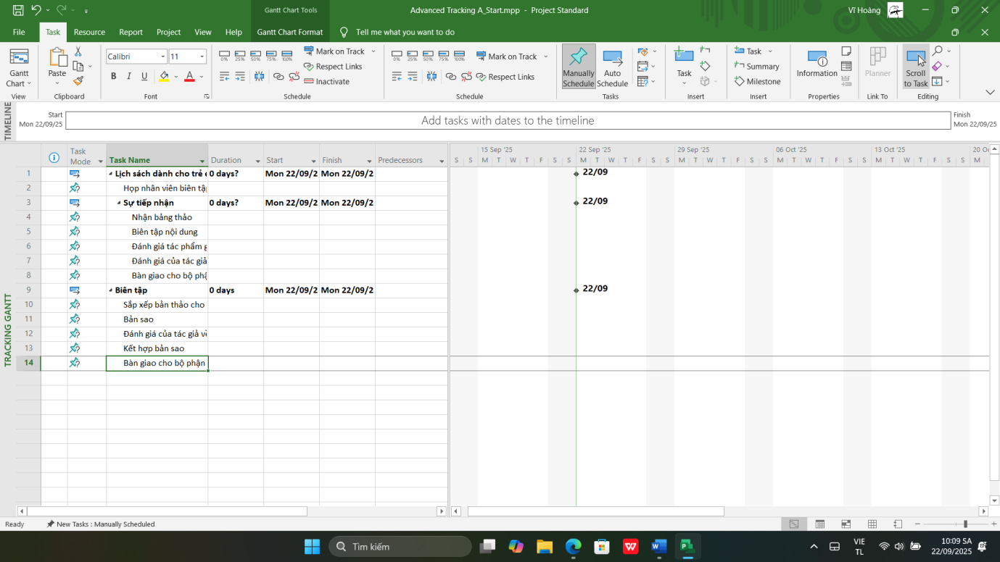 Gantt Chart Tools
Advanced Tracking A_Start.mpp - Project Standard
Vĩ Hoàng
File Task Resource Report Project View Help Gantt Chart Format Tell me what you want to do
Gantt Chart
View
Paste
Clipboard
Calibri 11
B I U A
Font
0% 25% 50% 75% 100%
Mark on Track
Respect Links
Inactivate
Schedule
0% 25% 50% 75% 100%
Mark on Track
Respect Links
Schedule
Manually Schedule
Auto Schedule
Tasks
Task
Insert
Task
Summary
Milestone
Insert
Information
Properties
Planner
Link To
Scroll to Task
Editing
TIMELINE
Start
Mon 22/09/25
Add tasks with dates to the timeline
Finish
Mon 22/09/25
TRACKING GANTT
Task Mode Task Name Duration Start Finish Predecessors
15 Sep '25 22 Sep '25 29 Sep '25 06 Oct '25 13 Oct '25 20 Oc
S S M T W T F S S M T W T F S S M T W T F S S M T W T F S S M T W T F S S M
1 Lịch sách dành cho trẻ 0 days? Mon 22/09/2 Mon 22/09/2 22/09
2 Họp nhân viên biên tập
3 Sự tiếp nhận 0 days? Mon 22/09/2 Mon 22/09/2 22/09
4 Nhận bảng thảo
5 Biên tập nội dung
6 Đánh giá tác phẩm
7 Đánh giá của tác giả
8 Bàn giao cho bộ
9 Biên tập 0 days Mon 22/09/2 Mon 22/09/2 22/09
10 Sắp xếp bản thảo cho
11 Bản sao
12 Đánh giá của tác giả
13 Kết hợp bản sao
14 Bàn giao cho bộ phận
Ready New Tasks : Manually Scheduled
Tìm kiếm
VIE
TL
10:09 SA
22/09/2025